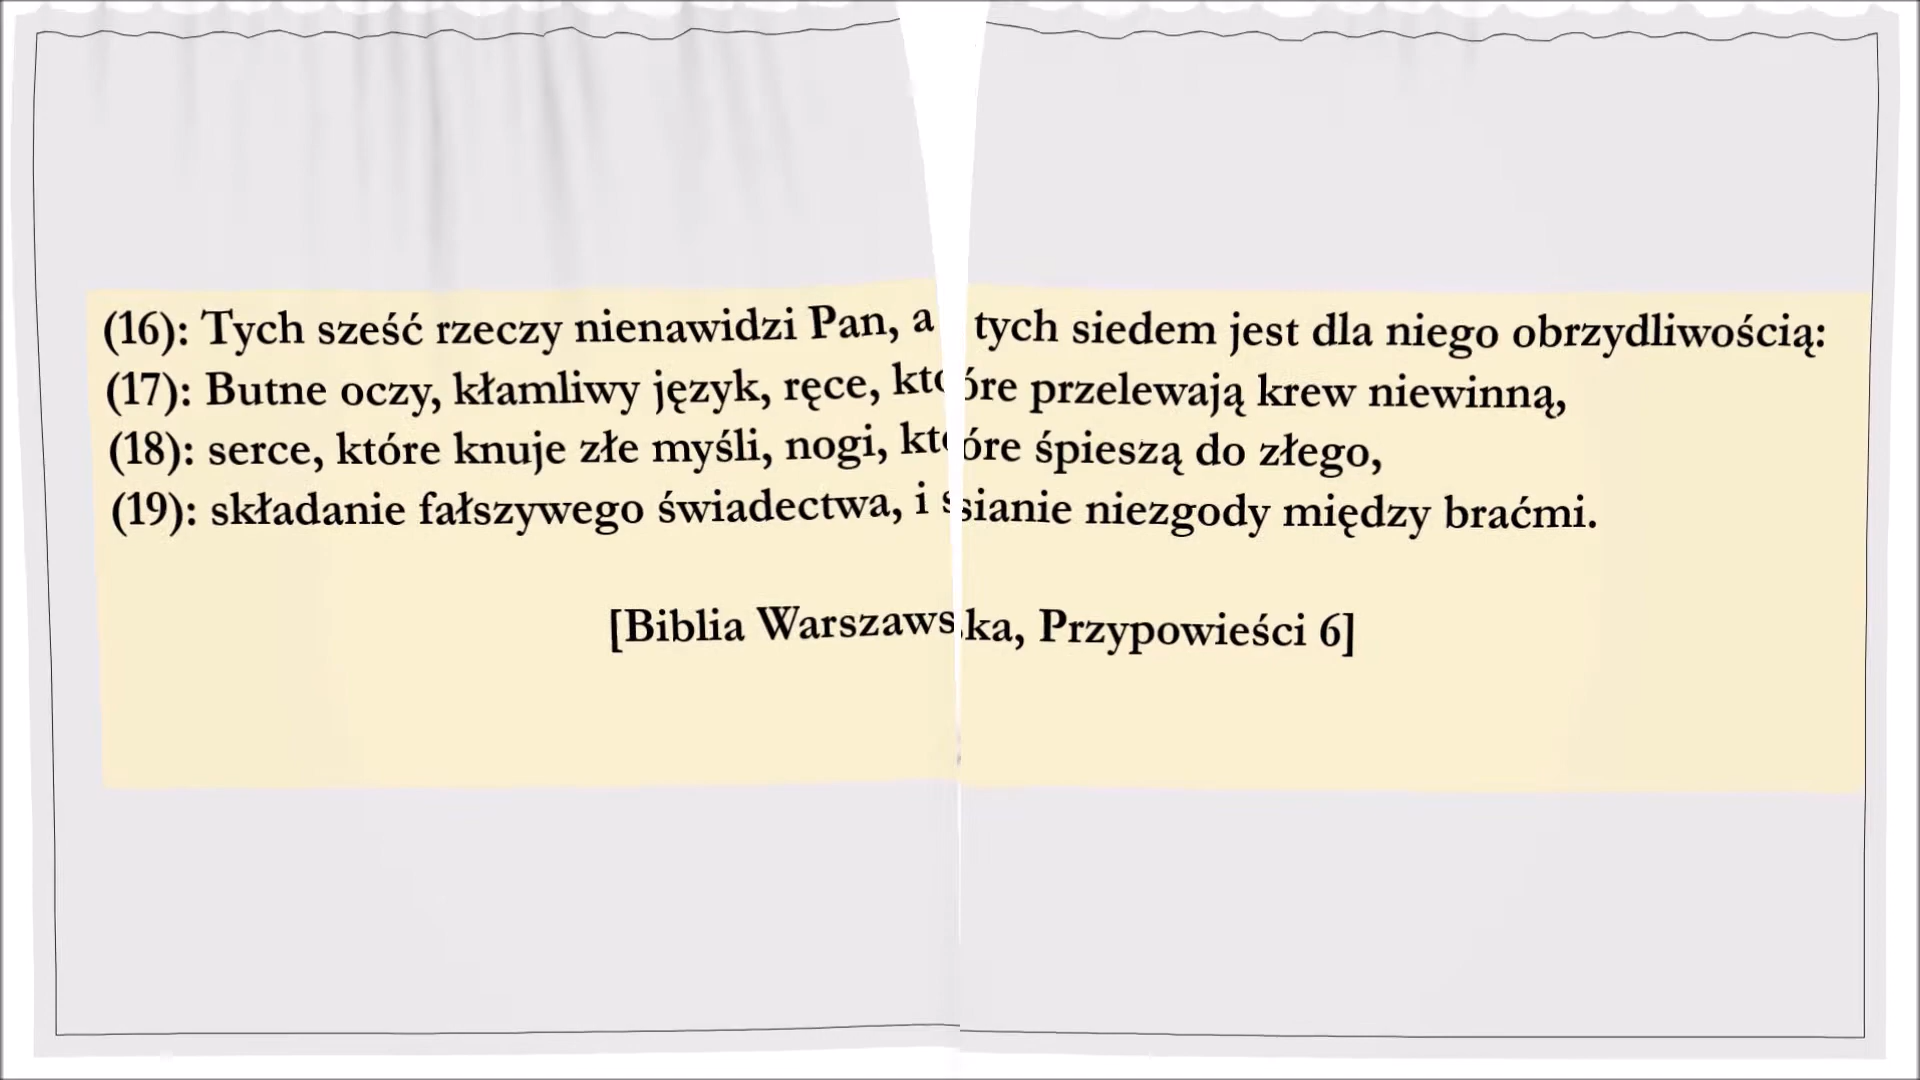 (16): Tych sześć rzeczy nienawidzi Pan, a tych siedem jest dla niego obrzydliwością:
(17): Butne oczy, kłamliwy język, ręce, które przelewają krew niewinną,
(18): serce, które knuje złe myśli, nogi, które śpieszą do złego,
(19): składanie fałszywego świadectwa, i sianie niezgody między braćmi.
[Biblia Warszawska, Przypowieści 6]